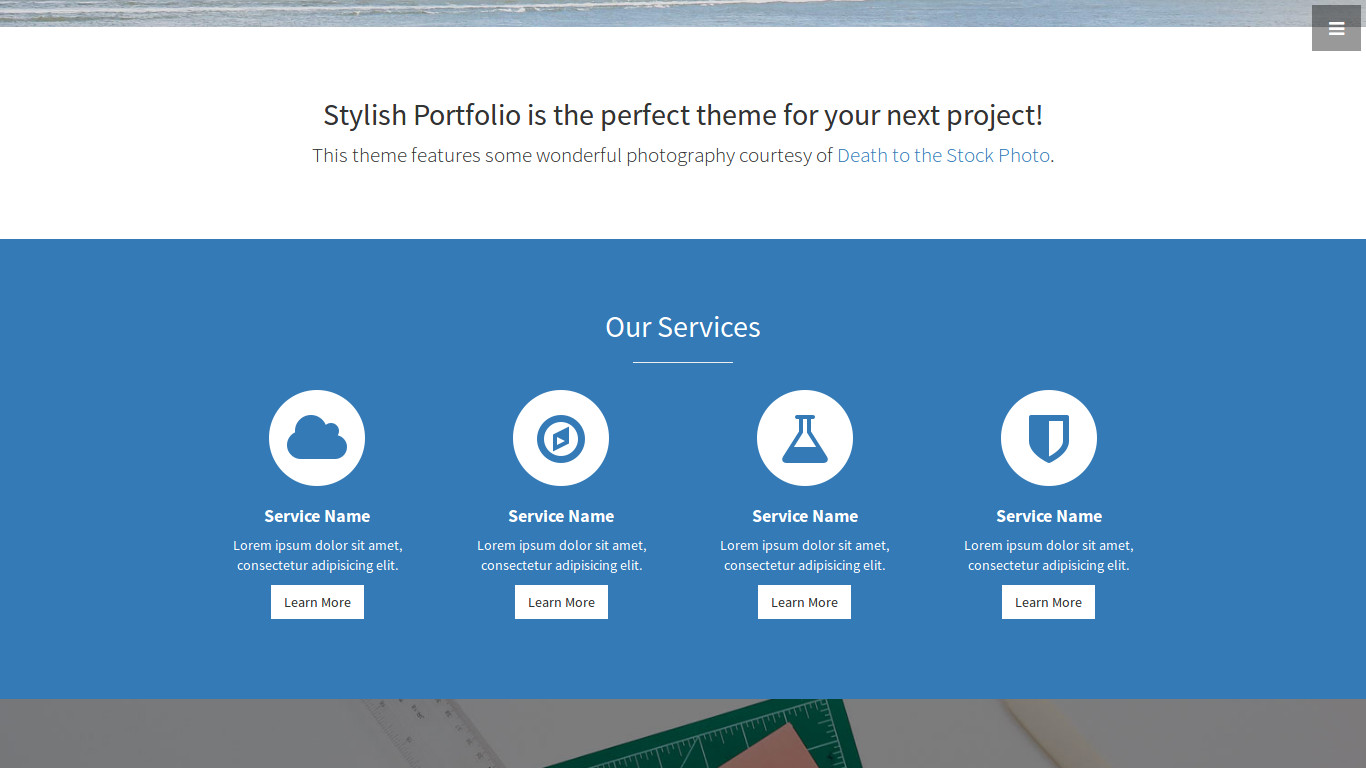 Stylish Portfolio is the perfect theme for your next project!
This theme features some wonderful photography courtesy of Death to the Stock Photo.
Our Services
Service Name
Lorem ipsum dolor sit amet,
consectetur adipisicing elit.
Learn More
Service Name
Lorem ipsum dolor sit amet,
consectetur adipisicing elit.
Learn More
Service Name
Lorem ipsum dolor sit amet,
consectetur adipisicing elit.
Learn More
Service Name
Lorem ipsum dolor sit amet,
consectetur adipisicing elit.
Learn More